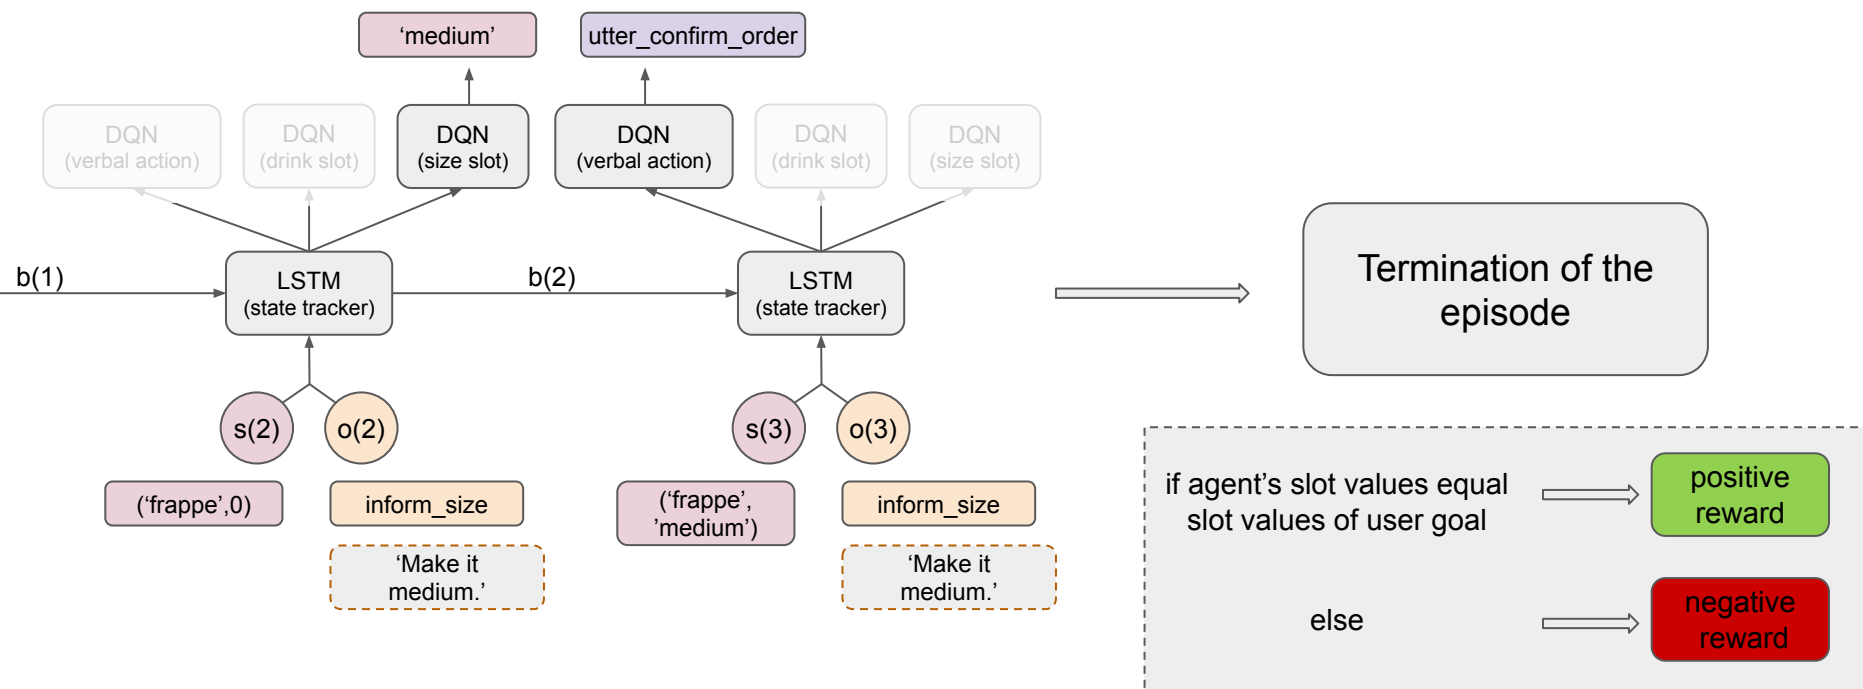 ‘medium’
utter_confirm_order
DQN
(verbal action)
DQN
(drink slot)
DQN
(size slot)
DQN
(verbal action)
DQN
(drink slot)
DQN
(size slot)
b(1)
LSTM
(state tracker)
b(2)
LSTM
(state tracker)
Termination of the
episode
s(2)
o(2)
s(3)
o(3)
(‘frappe’,0)
inform_size
(‘frappe’,
’medium’)
inform_size
‘Make it
medium.’
‘Make it
medium.’
if agent’s slot values equal
slot values of user goal
positive
reward
else
negative
reward